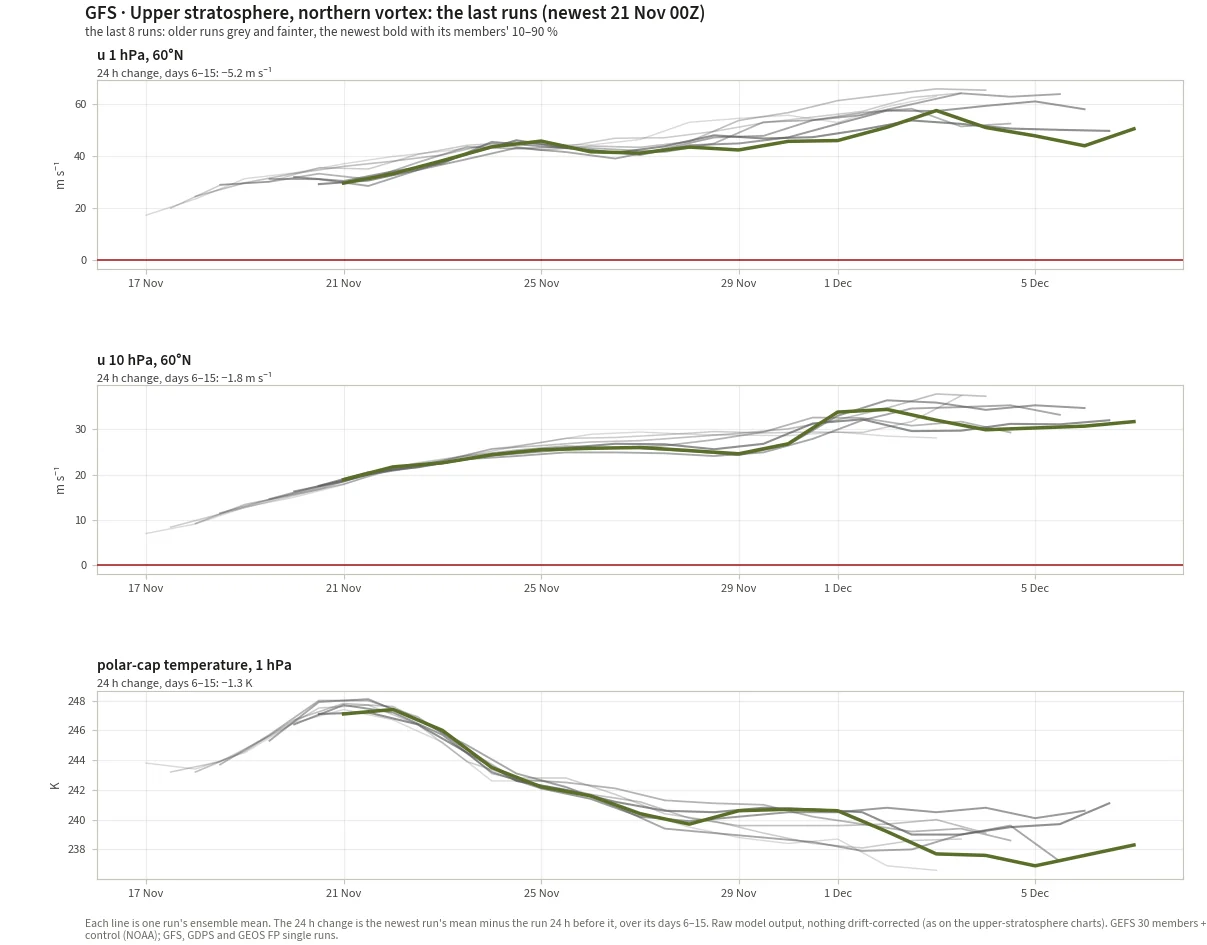 GFS · Upper stratosphere, northern vortex: the last runs (newest 21 Nov 00Z)
the last 8 runs: older runs grey and fainter, the newest bold with its members' 10–90 %
u 1 hPa, 60°N
24 h change, days 6–15: −5.2 m s⁻¹
60
40
20
0
m s⁻¹
17 Nov 21 Nov 25 Nov 29 Nov 1 Dec 5 Dec
u 10 hPa, 60°N
24 h change, days 6–15: −1.8 m s⁻¹
30
20
10
0
m s⁻¹
17 Nov 21 Nov 25 Nov 29 Nov 1 Dec 5 Dec
polar-cap temperature, 1 hPa
24 h change, days 6–15: −1.3 K
248
246
244
242
240
238
K
17 Nov 21 Nov 25 Nov 29 Nov 1 Dec 5 Dec
Each line is one run's ensemble mean. The 24 h change is the newest run's mean minus the run 24 h before it, over its days 6–15. Raw model output, nothing drift-corrected (as on the upper-stratosphere charts). GEFS 30 members +
control (NOAA); GFS, GDPS and GEOS FP single runs.